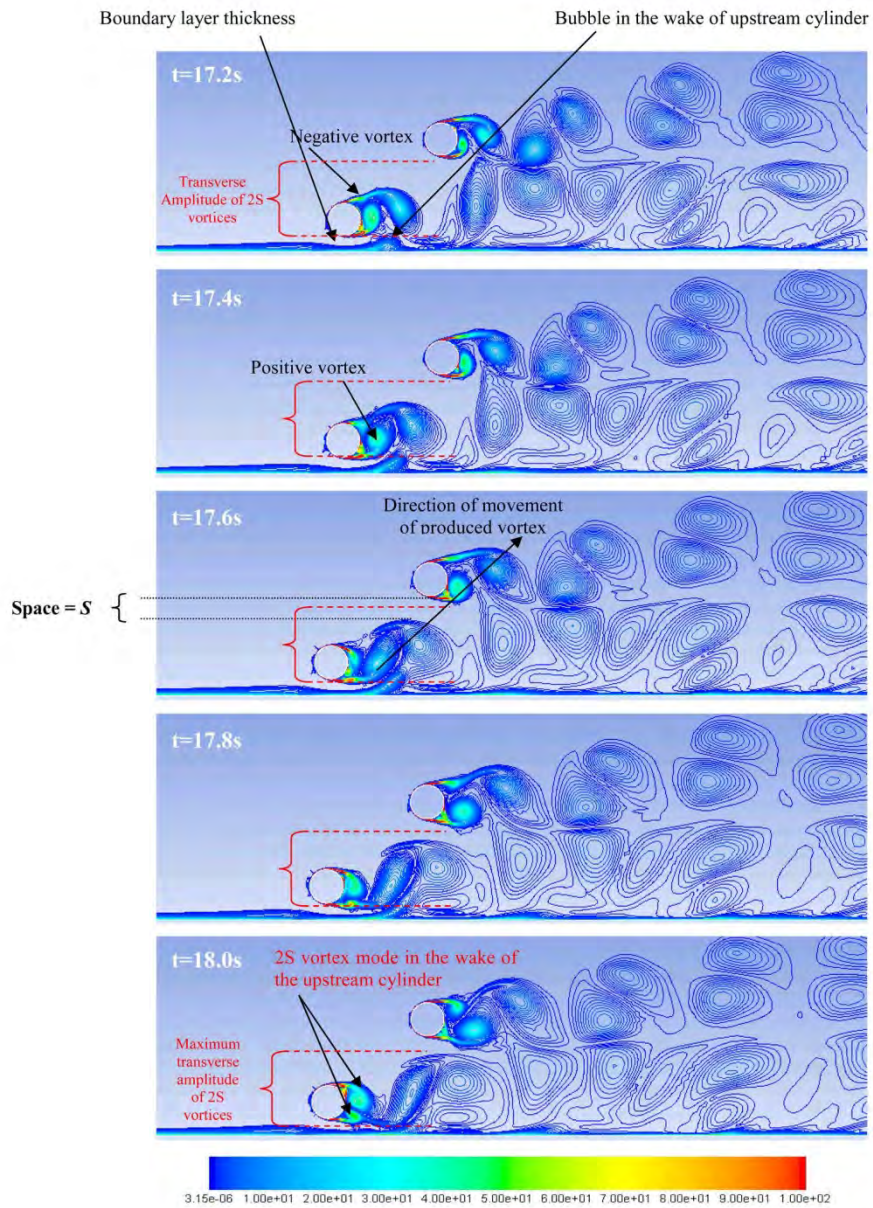 Boundary layer thickness
Bubble in the wake of upstream cylinder
t=17.2s
Negative vortex
Transverse
Amplitude of 2S
vortices
t=17.4s
Positive vortex
t=17.6s
Direction of movement
of produced vortex
Space = S
t=17.8s
t=18.0s
2S vortex mode in the wake of
the upstream cylinder
Maximum
transverse
amplitude
of 2S
vortices
3.15e-06 1.00e+01 2.00e+01 3.00e+01 4.00e+01 5.00e+01 6.00e+01 7.00e+01 8.00e+01 9.00e+01 1.00e+02